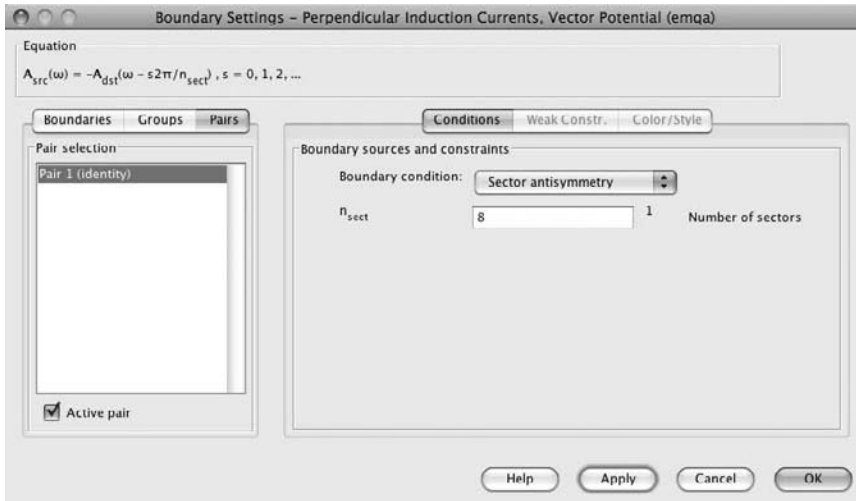 Boundary Settings – Perpendicular Induction Currents, Vector Potential (emqa)
Equation
A_src(ω) = -A_dst(ω - s2π/n_sect) , s = 0, 1, 2, ...
Boundaries Groups Pairs
Pair selection
Pair 1 (identity)
Active pair
Conditions Weak Constr. Color/Style
Boundary sources and constraints
Boundary condition: Sector antisymmetry
n_sect 8 1 Number of sectors
Help Apply Cancel OK